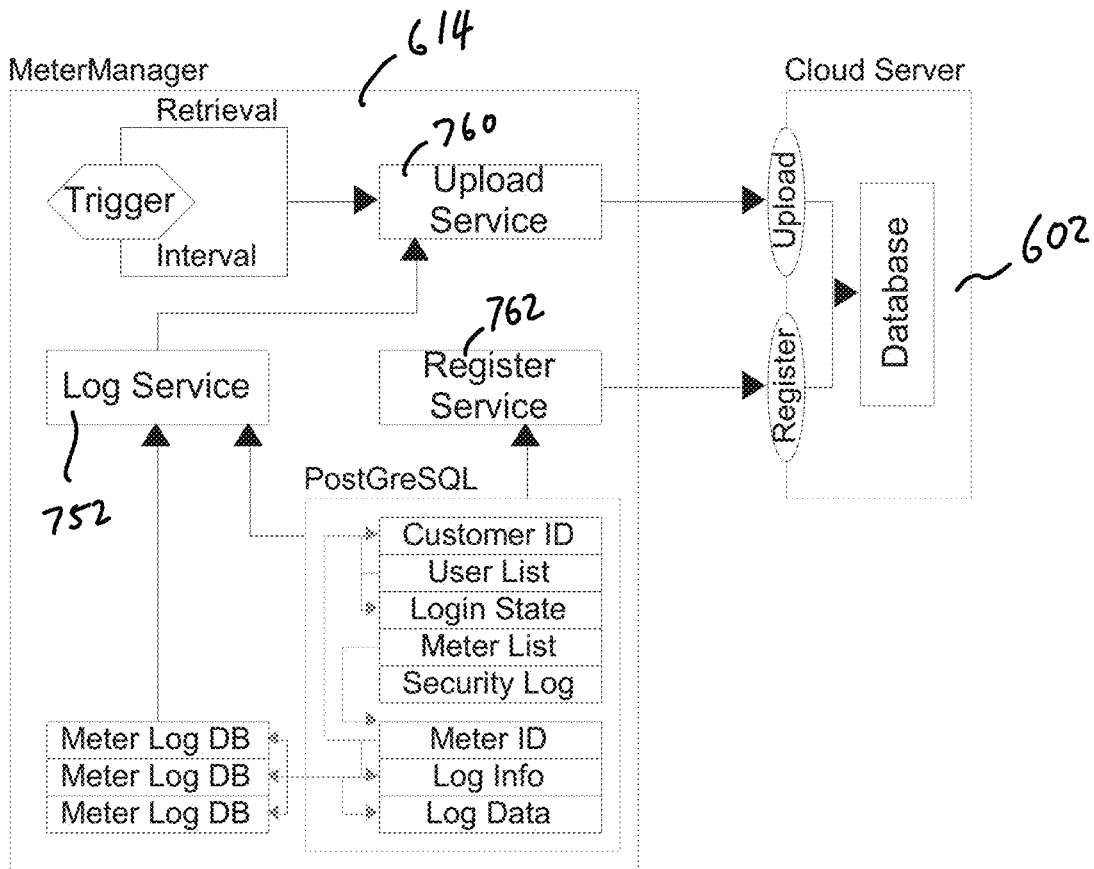 614
MeterManager
Cloud Server
Retrieval
760
Trigger
Upload
Service
Upload
Interval
602
Database
762
Log Service
Register
Service
Register
752
PostGreSQL
Customer ID
User List
Login State
Meter List
Security Log
Meter Log DB
Meter ID
Meter Log DB
Log Info
Meter Log DB
Log Data